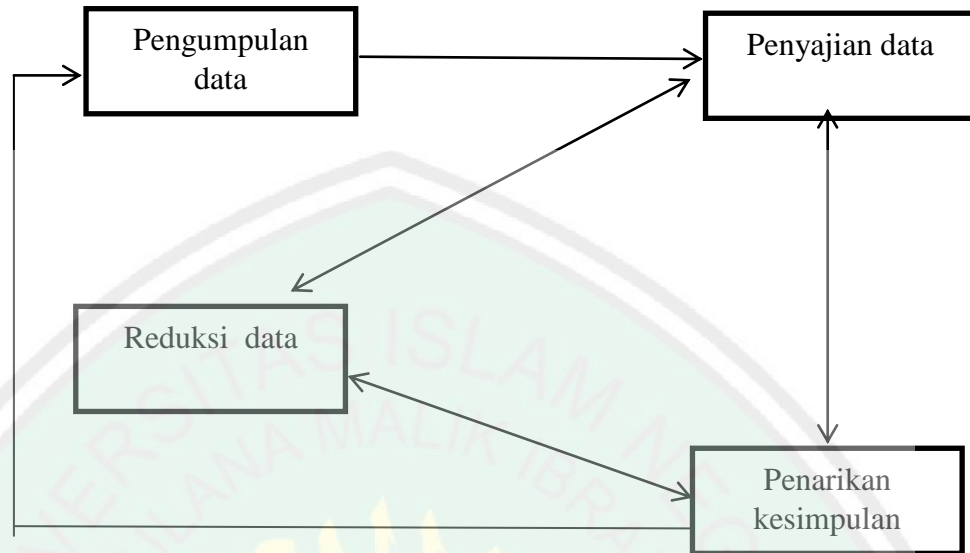 Pengumpulan
data
Penyajian data
Reduksi data
Penarikan
kesimpulan